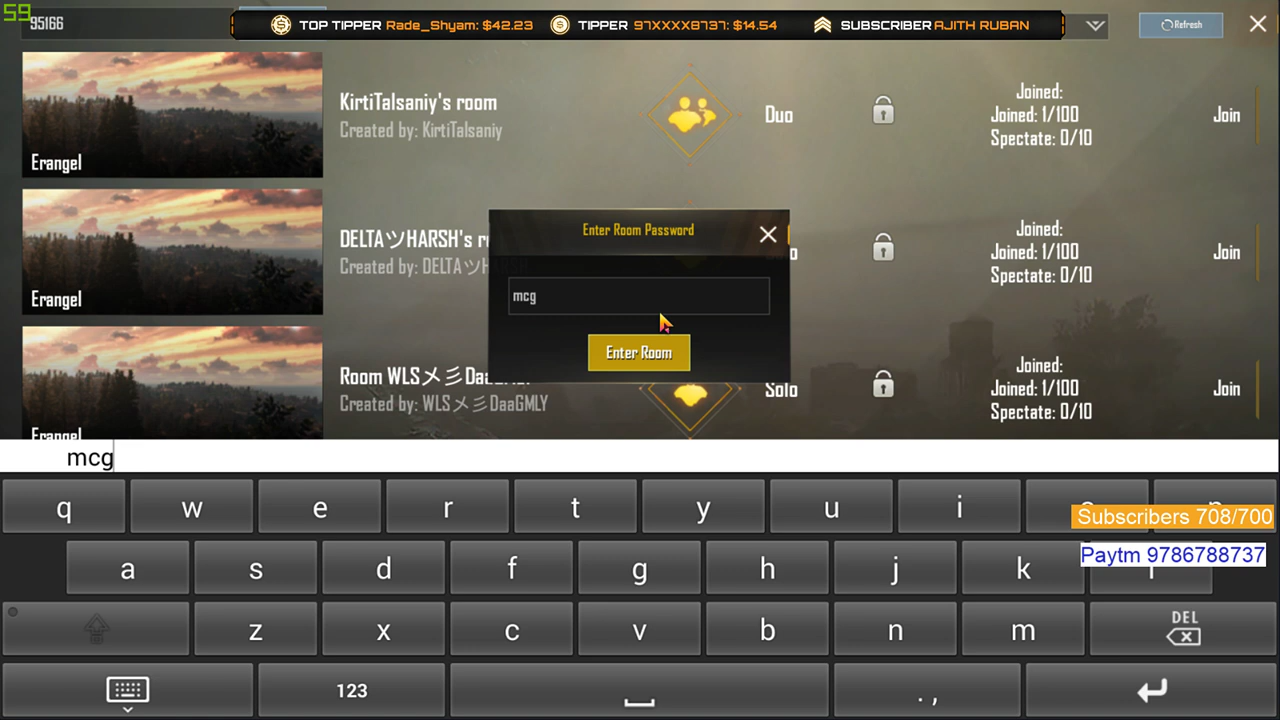 59
95166
TOP TIPPER Rade_Shyam: $42.23 TIPPER 97XXXX8737: $14.54 SUBSCRIBER AJITH RUBAN
Refresh
KirtiTalsaniy's room
Created by: KirtiTalsaniy
Erangel
Duo
Joined:
Joined: 1/100
Spectate: 0/10
Join
DELTAツHARSH's
Created by: DELTAツ
Erangel
Joined:
Joined: 1/100
Spectate: 0/10
Join
Enter Room Password
mcg
Enter Room
Room WLSメ彡
Created by: WLSメ彡DaaGMLY
Erangel
Solo
Joined:
Joined: 1/100
Spectate: 0/10
Join
mcg
q w e r t y u i
Subscribers 708/700
Paytm 9786788737
a s d f g h j k
z x c v b n m DEL
123 . ,